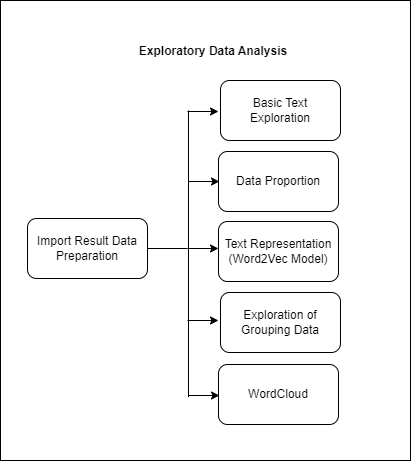 Exploratory Data Analysis
Basic Text
Exploration
Data Proportion
Import Result Data
Preparation
Text Representation
(Word2Vec Model)
Exploration of
Grouping Data
WordCloud